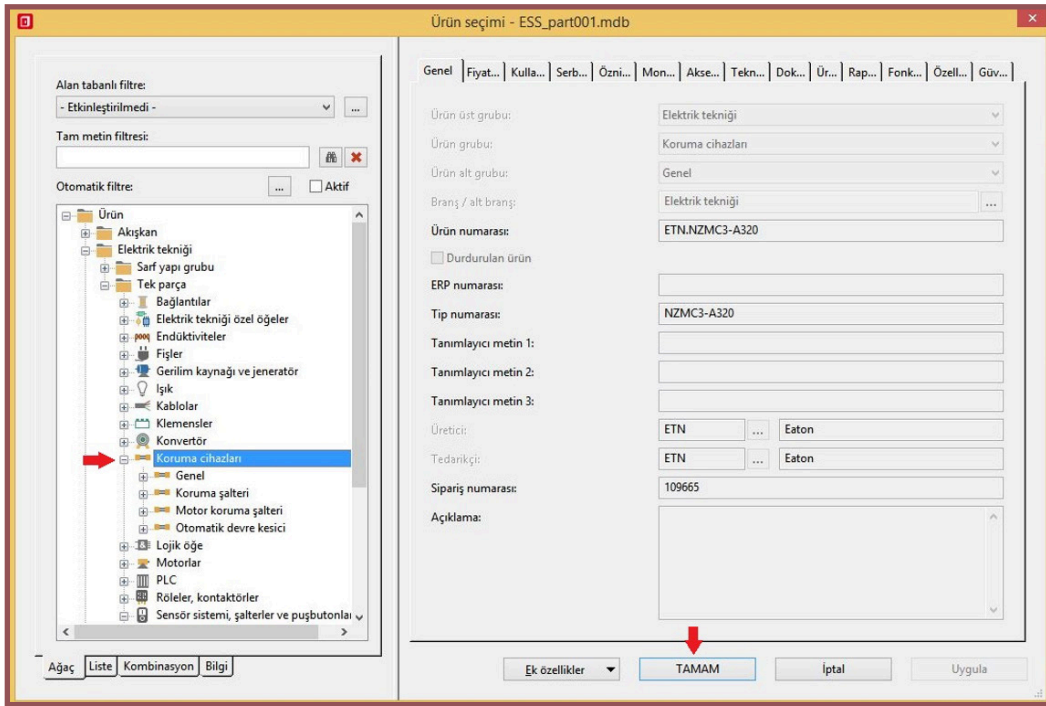 Ürün seçimi - ESS_part001.mdb
Alan tabanlı filtre:
- Etkinleştirilmedi -
...
Tam metin filtresi:
Otomatik filtre:
...
Aktif
Ürün
Akışkan
Elektrik tekniği
Sarf yapı grubu
Tek parça
Bağlantılar
Elektrik tekniği özel öğeler
Endüktiviteler
Fişler
Gerilim kaynağı ve jeneratör
Işık
Kablolar
Klemensler
Konvertör
Koruma cihazları
Genel
Koruma şalteri
Motor koruma şalteri
Otomatik devre kesici
Lojik öğe
Motorlar
PLC
Röleler, kontaktörler
Sensör sistemi, şalterler ve puşbutonlar
Ağaç Liste Kombinasyon Bilgi
Genel Fiyat... Kulla... Serb... Özni... Mon... Akse... Tekn... Dok... Ür... Rap... Fonk... Özell... Güv...
Ürün üst grubu: Elektrik tekniği
Ürün grubu: Koruma cihazları
Ürün alt grubu: Genel
Branş / alt branş: Elektrik tekniği ...
Ürün numarası: ETN.NZMC3-A320
Durdurulan ürün
ERP numarası:
Tip numarası: NZMC3-A320
Tanımlayıcı metin 1:
Tanımlayıcı metin 2:
Tanımlayıcı metin 3:
Üretici: ETN ... Eaton
Tedarikçi: ETN ... Eaton
Sipariş numarası: 109665
Açıklama:
Ek özellikler TAMAM İptal Uygula